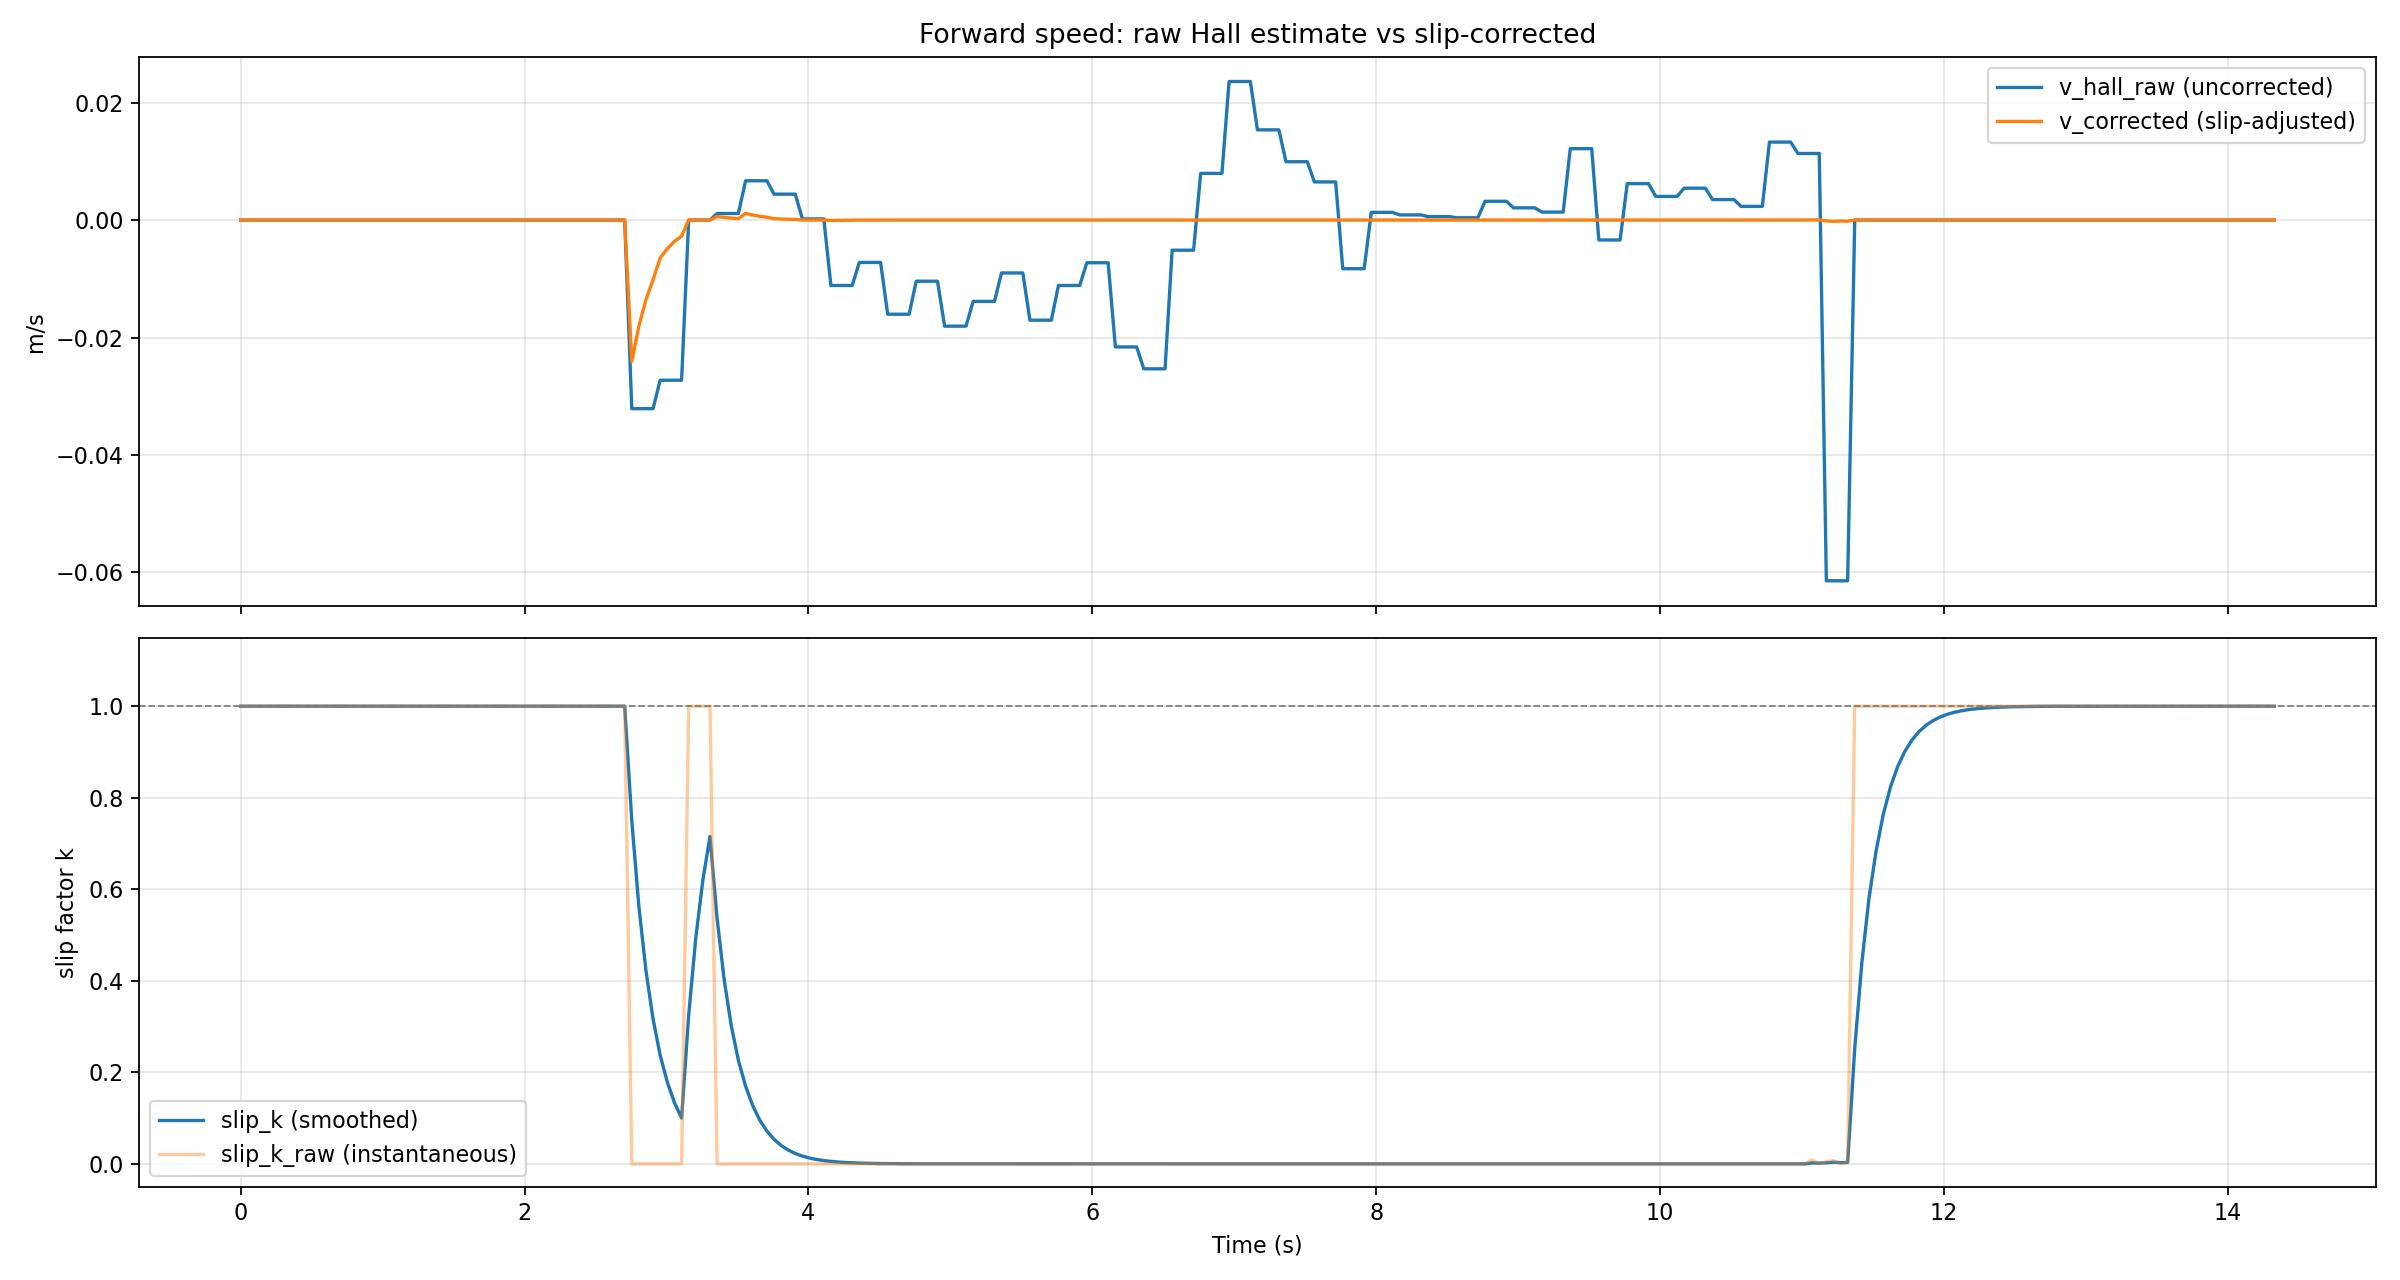 Forward speed: raw Hall estimate vs slip-corrected
v_hall_raw (uncorrected)
v_corrected (slip-adjusted)
0.02
0.00
−0.02
−0.04
−0.06
m/s
1.0
0.8
0.6
0.4
0.2
0.0
slip factor k
slip_k (smoothed)
slip_k_raw (instantaneous)
0 2 4 6 8 10 12 14
Time (s)